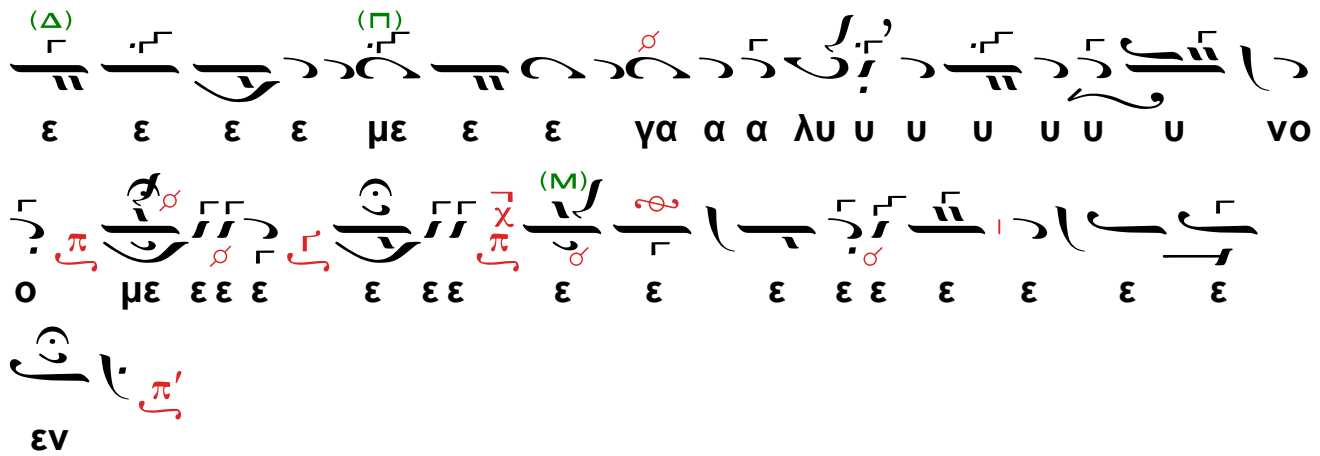 (Δ) (Π)
ε ε ε ε με ε ε γα α α λυ υ υ υ υ υ υ νο
(Μ)
π γ χ π
ο με ε ε ε ε ε ε ε ε ε ε ε ε ε ε ε
π′
εν